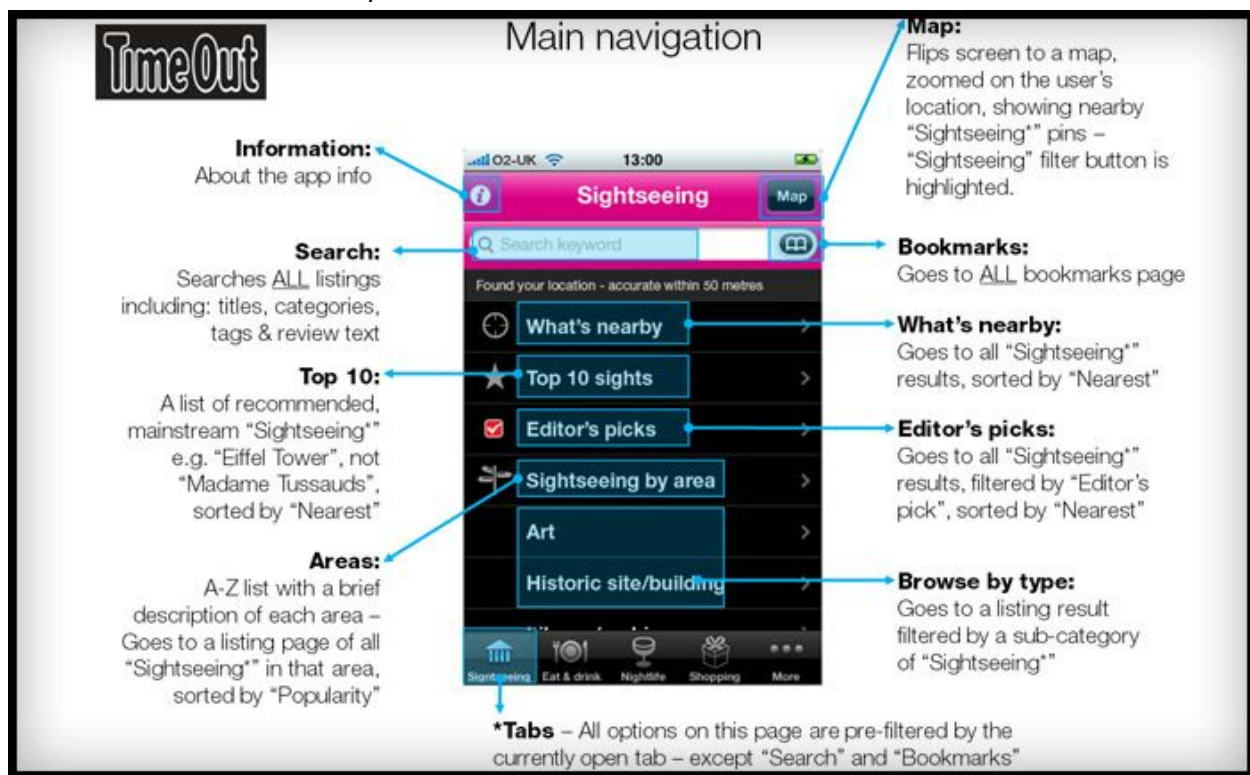 TimeOut
Main navigation
Map:
Flips screen to a map,
zoomed on the user's
location, showing nearby
"Sightseeing*" pins –
"Sightseeing" filter button is
highlighted.
Information:
About the app info
Search:
Searches ALL listings
including: titles, categories,
tags & review text
Top 10:
A list of recommended,
mainstream "Sightseeing*"
e.g. "Eiffel Tower", not
"Madame Tussauds",
sorted by "Nearest"
Areas:
A-Z list with a brief
description of each area –
Goes to a listing page of all
"Sightseeing*" in that area,
sorted by "Popularity"
O2-UK 13:00
i Sightseeing Map
Search keyword
Found your location - accurate within 50 metres
What's nearby
Top 10 sights
Editor's picks
Sightseeing by area
Art
Historic site/building
Sightseeing Eat & drink Nightlife Shopping More
Bookmarks:
Goes to ALL bookmarks page
What's nearby:
Goes to all "Sightseeing*"
results, sorted by "Nearest"
Editor's picks:
Goes to all "Sightseeing*"
results, filtered by "Editor's
pick", sorted by "Nearest"
Browse by type:
Goes to a listing result
filtered by a sub-category
of "Sightseeing*"
*Tabs – All options on this page are pre-filtered by the
currently open tab – except "Search" and "Bookmarks"